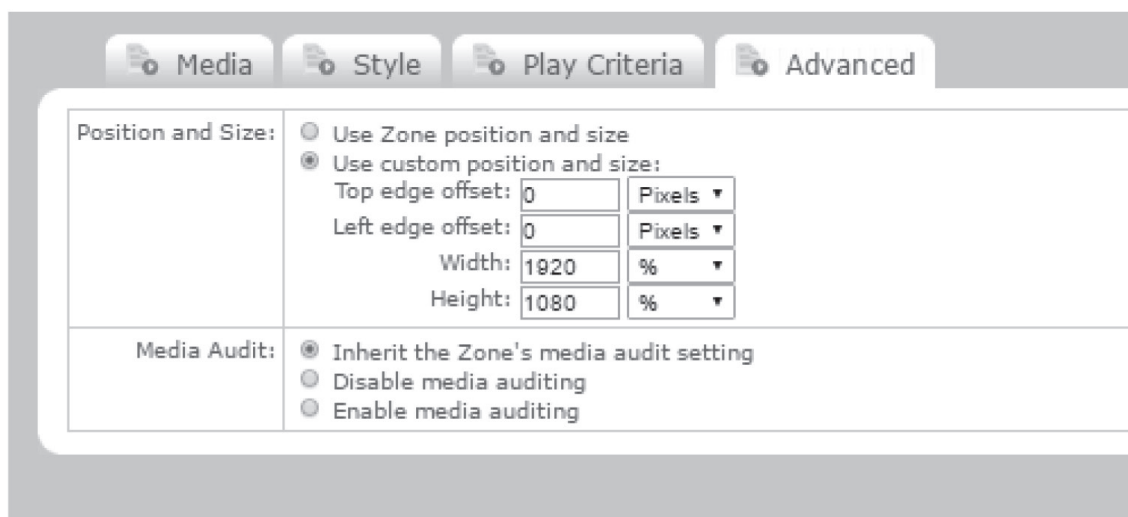 Media Style Play Criteria Advanced
Position and Size: Use Zone position and size
Use custom position and size:
Top edge offset: 0 Pixels
Left edge offset: 0 Pixels
Width: 1920 %
Height: 1080 %
Media Audit: Inherit the Zone's media audit setting
Disable media auditing
Enable media auditing